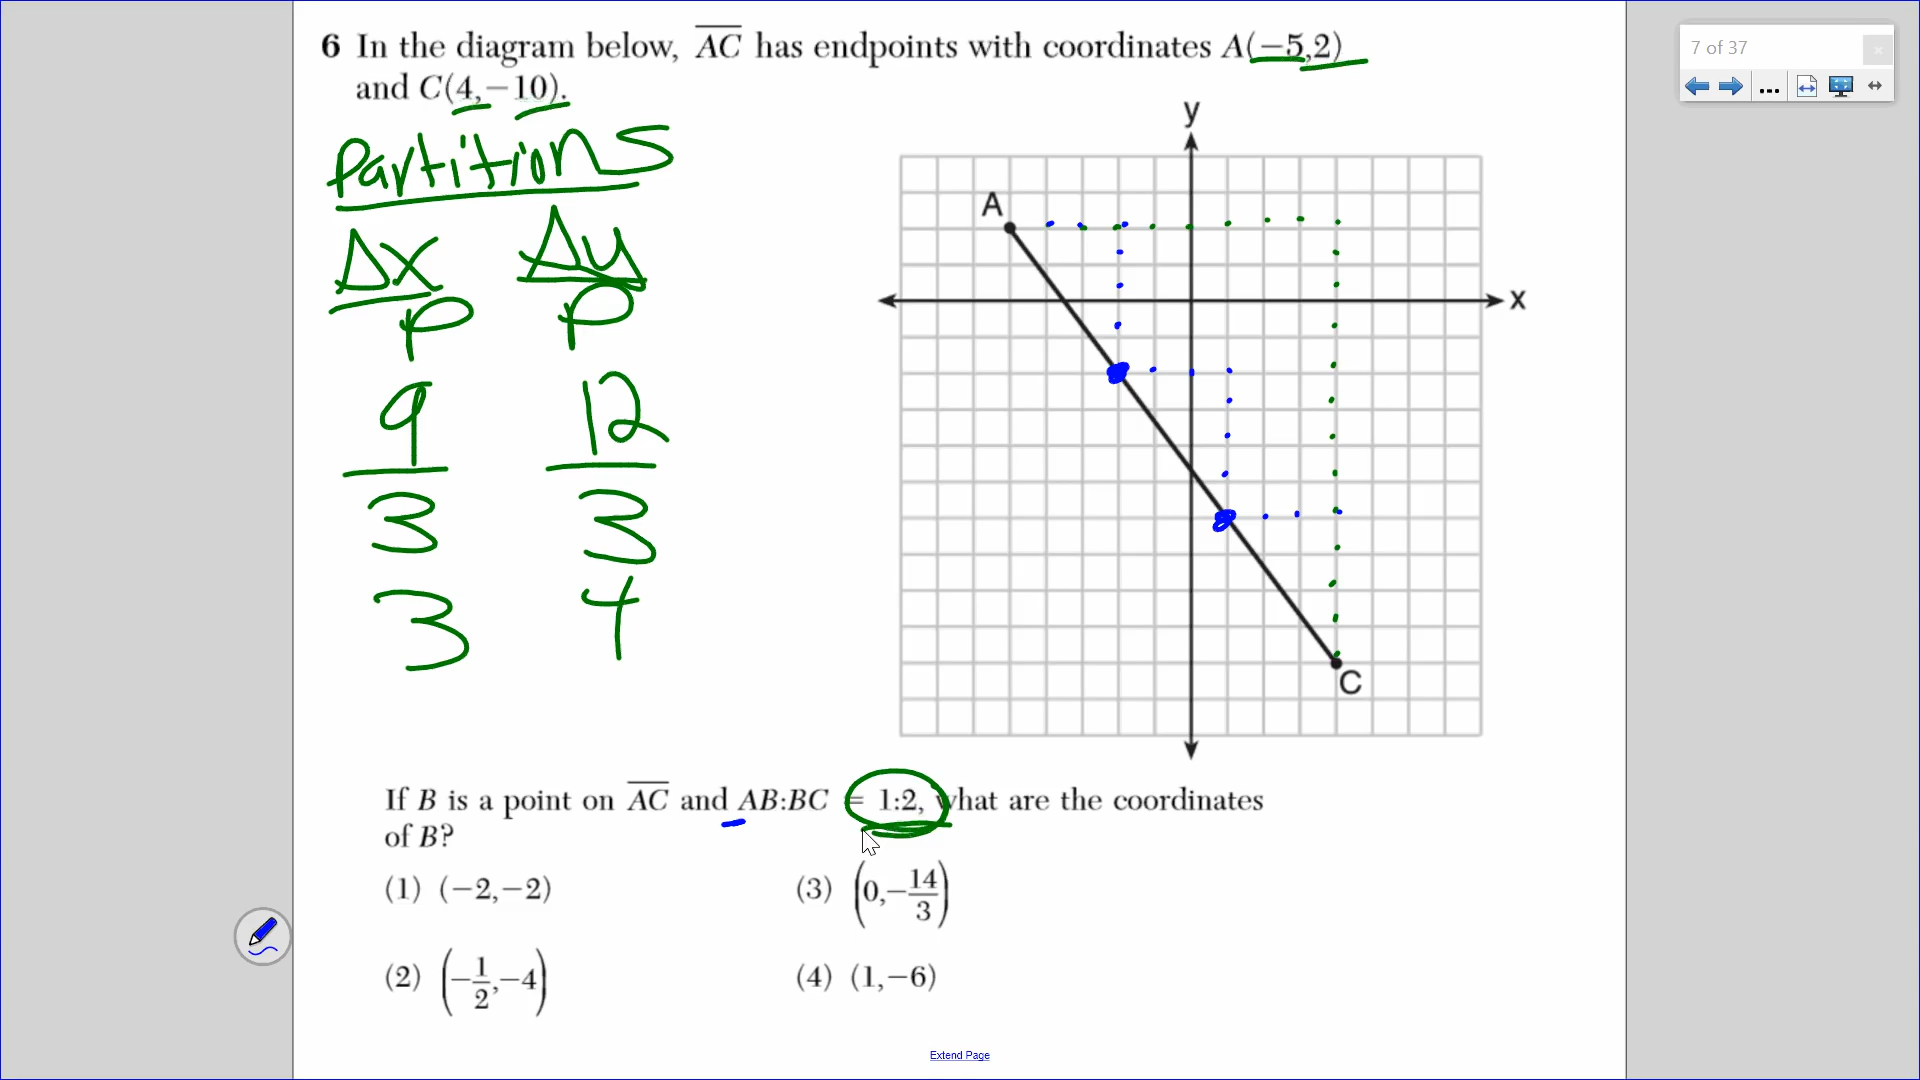 7 of 37
6 In the diagram below, AC has endpoints with coordinates A(−5,2)
and C(4,−10).
Partitions
Δx Δy
P P
9 12
3 3
3 4
y
A
x
C
If B is a point on AC and AB:BC = 1:2, what are the coordinates
of B?
(1) (−2,−2)
(3) (0,−14/3)
(2) (−1/2,−4)
(4) (1,−6)
Extend Page